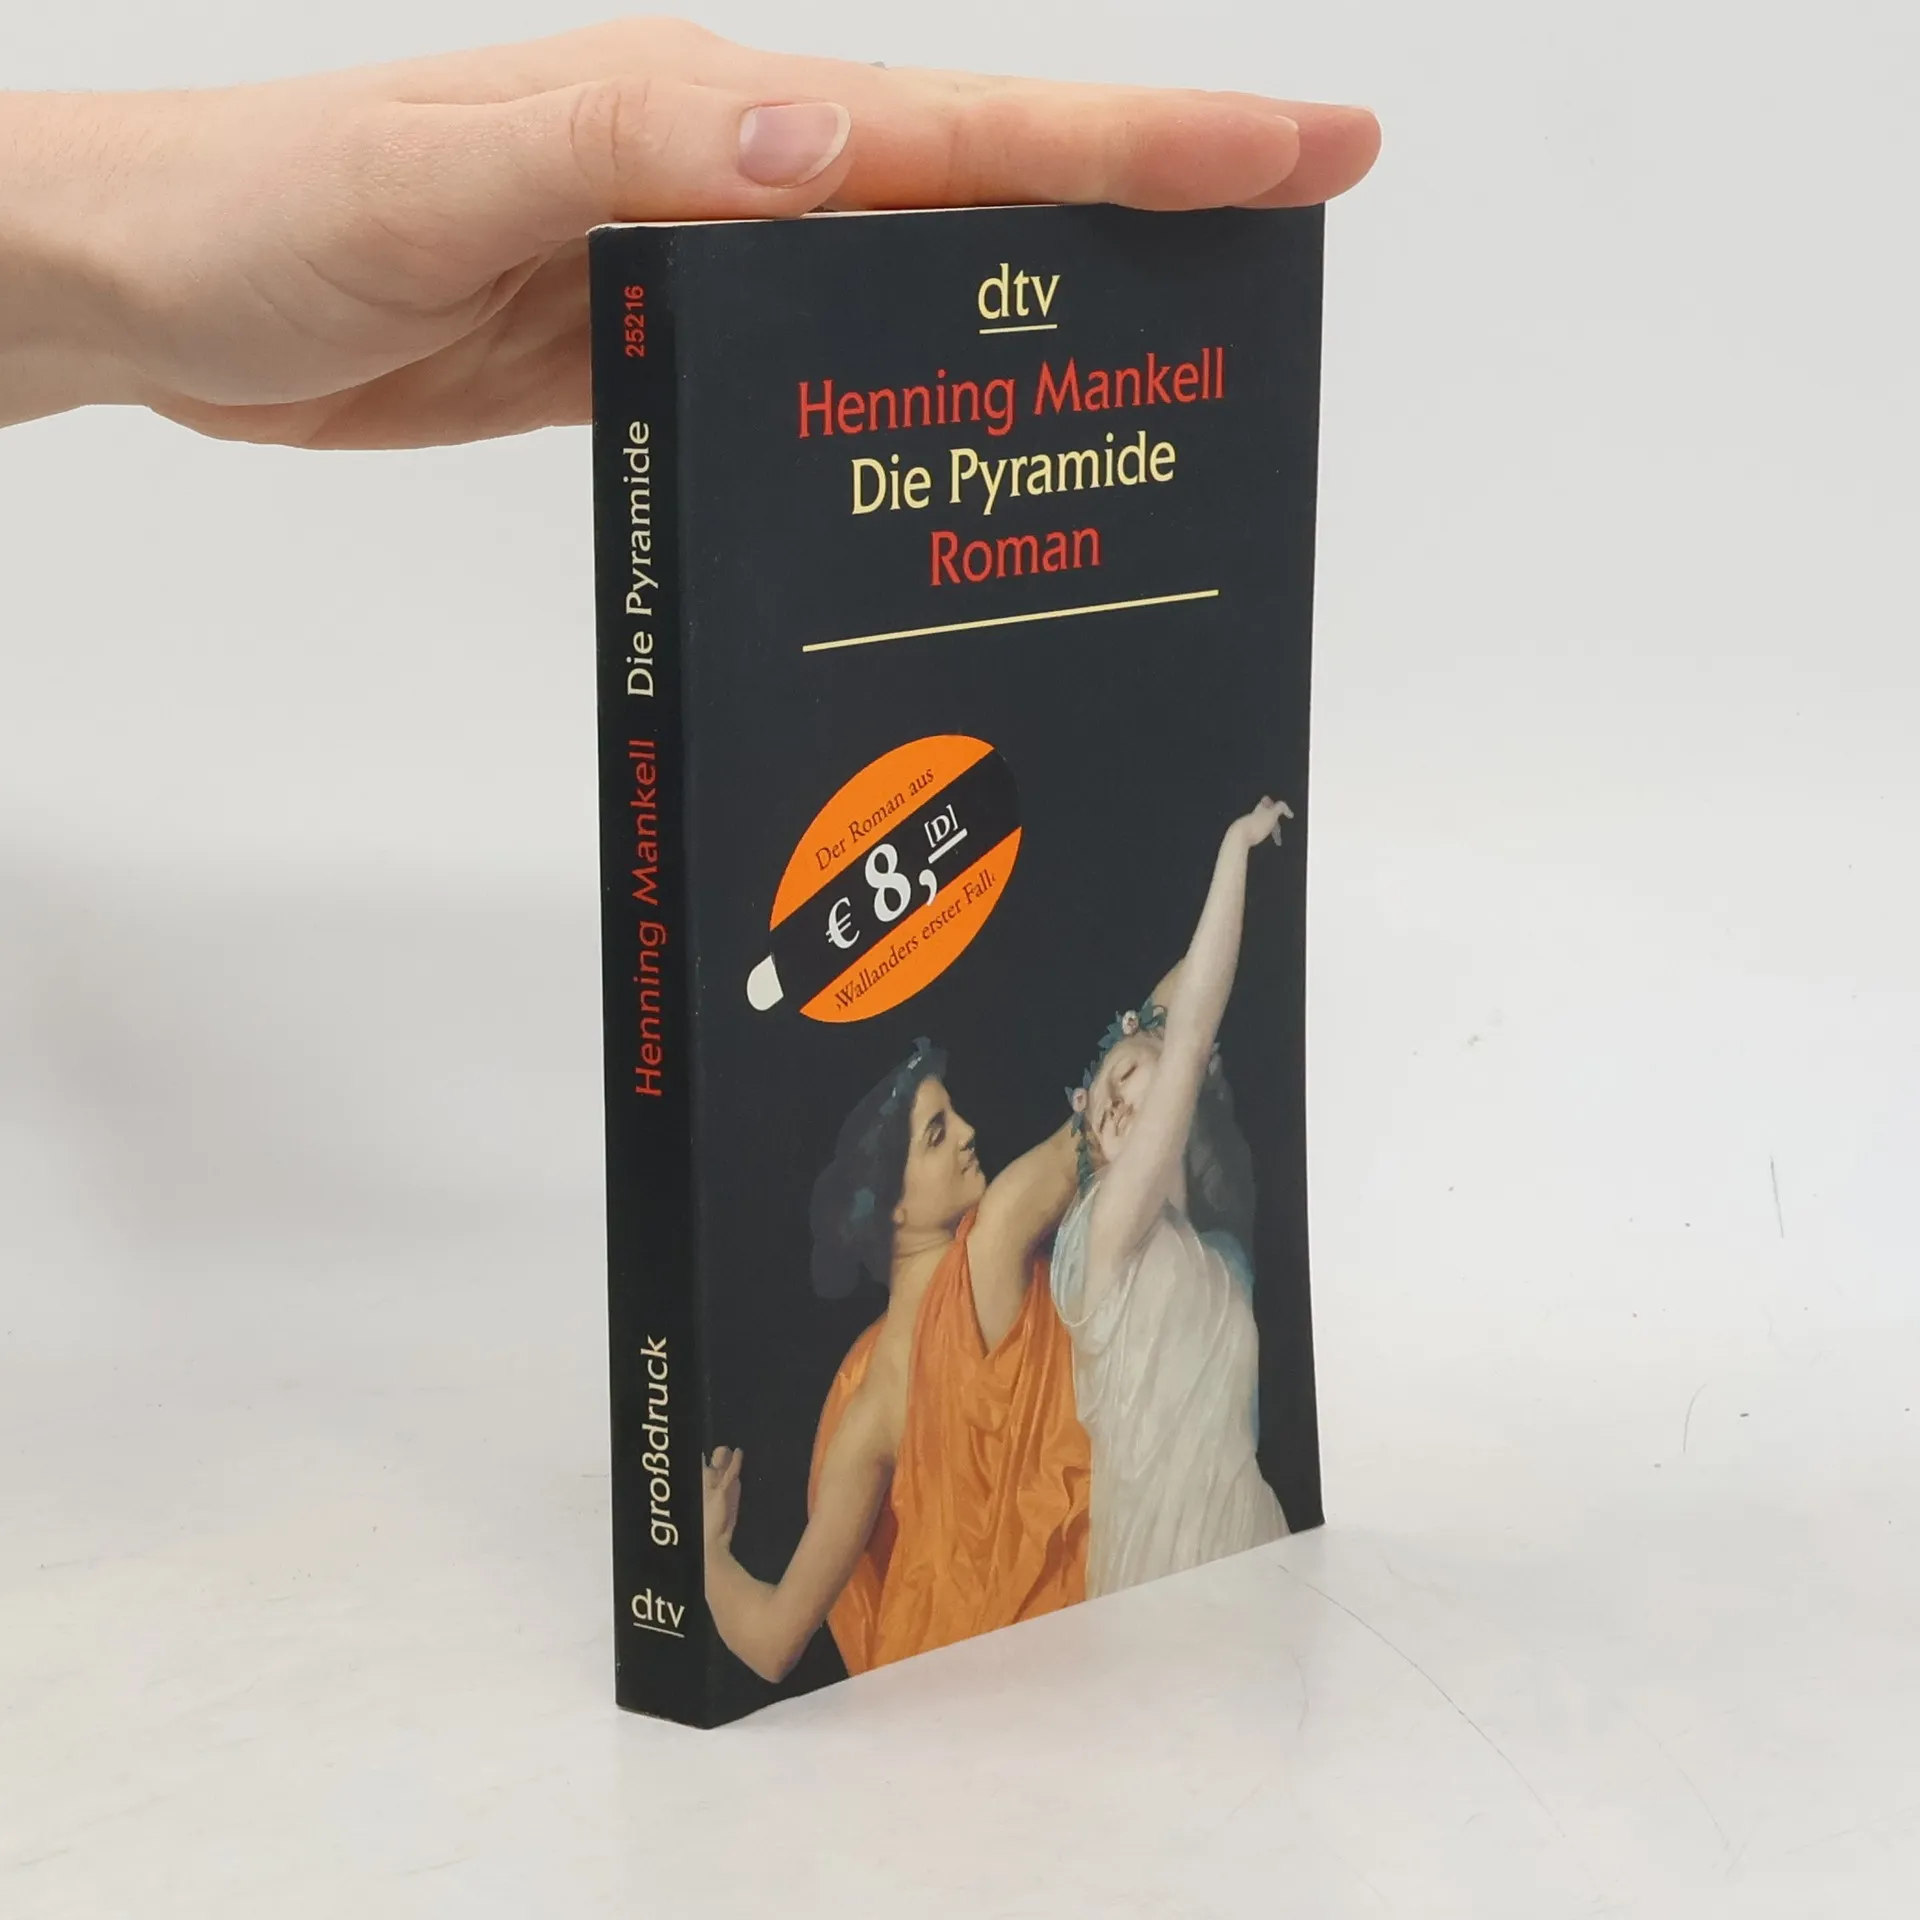 dtv
Henning Mankell
Die Pyramide
Roman
Der Roman aus
€ 8,– [D]
›Wallanders erster Fall‹
25216
Henning Mankell Die Pyramide
großdruck
dtv